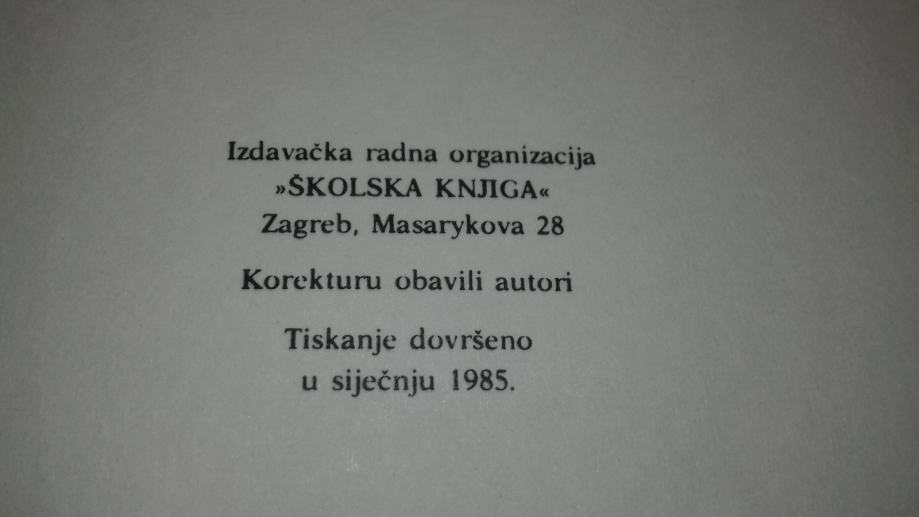 Izdavačka radna organizacija
»ŠKOLSKA KNJIGA«
Zagreb, Masarykova 28
Korekturu obavili autori
Tiskanje dovršeno
u siječnju 1985.